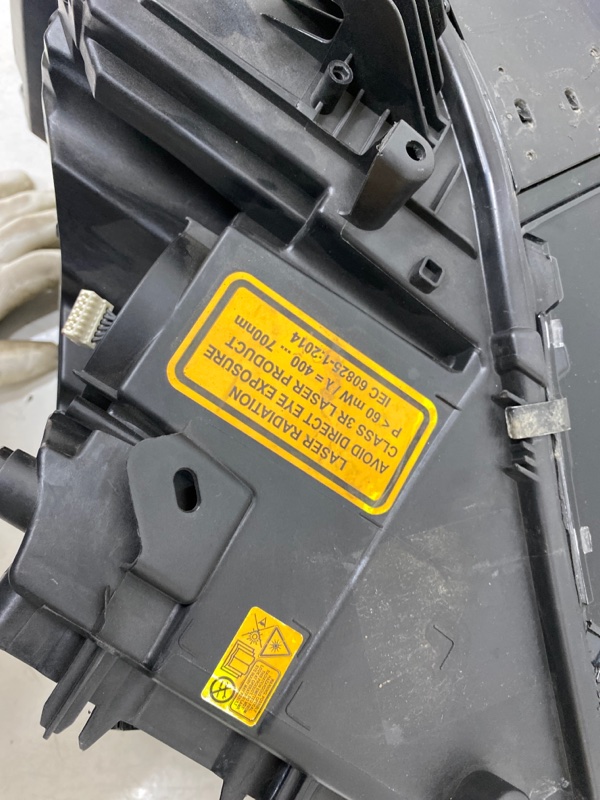 LASER RADIATION
AVOID DIRECT EYE EXPOSURE
CLASS 3R LASER PRODUCT
P < 60 mW λ = 400 ... 700nm
IEC 60825-1:2014